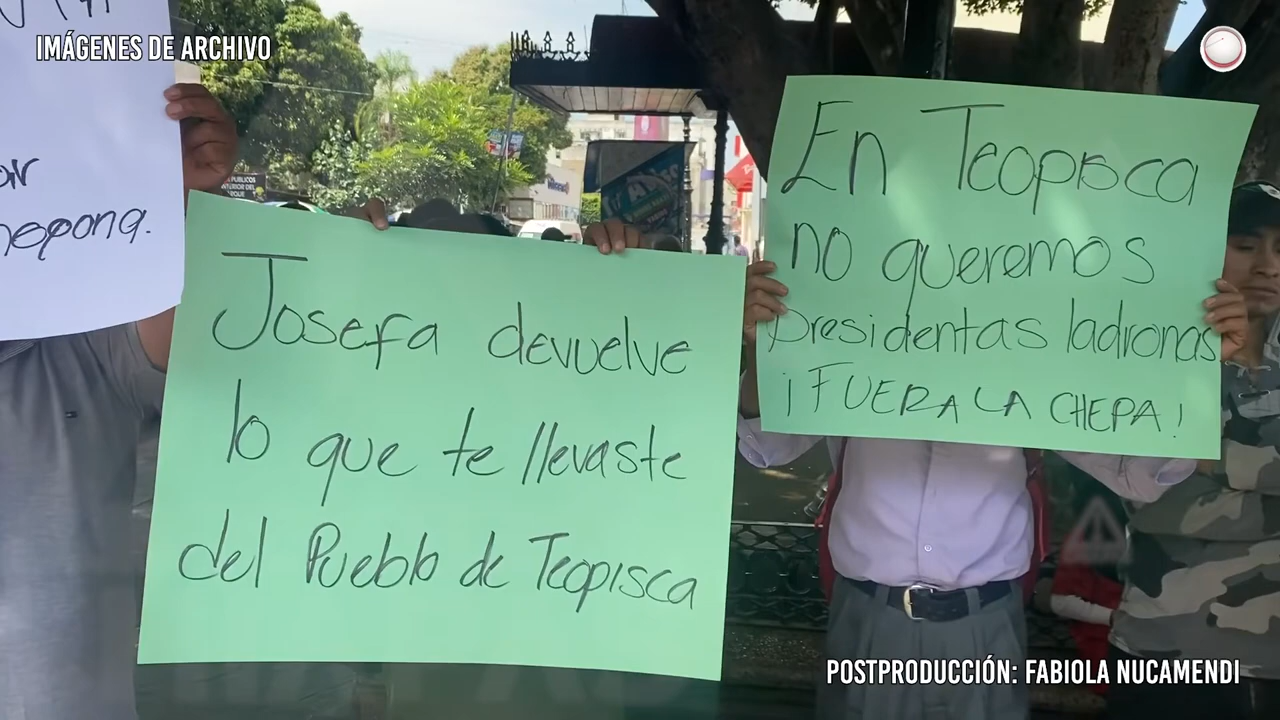 IMÁGENES DE ARCHIVO
Josefa devuelve
lo que te llevaste
del Pueblo de Teopisca
En Teopisca
no queremos
presidentas ladronas
¡FUERA LA CHEPA!
POSTPRODUCCIÓN: FABIOLA NUCAMENDI